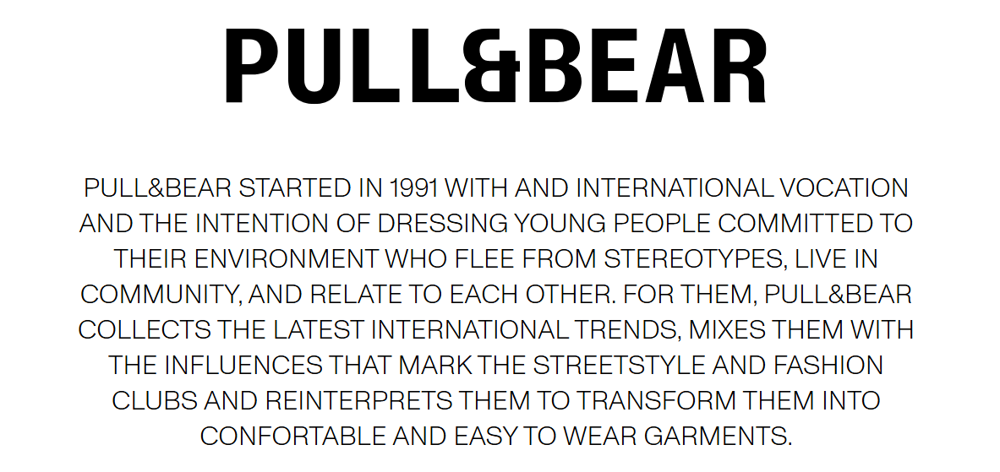 PULL&BEAR
PULL&BEAR STARTED IN 1991 WITH AND INTERNATIONAL VOCATION
AND THE INTENTION OF DRESSING YOUNG PEOPLE COMMITTED TO
THEIR ENVIRONMENT WHO FLEE FROM STEREOTYPES, LIVE IN
COMMUNITY, AND RELATE TO EACH OTHER. FOR THEM, PULL&BEAR
COLLECTS THE LATEST INTERNATIONAL TRENDS, MIXES THEM WITH
THE INFLUENCES THAT MARK THE STREETSTYLE AND FASHION
CLUBS AND REINTERPRETS THEM TO TRANSFORM THEM INTO
CONFORTABLE AND EASY TO WEAR GARMENTS.